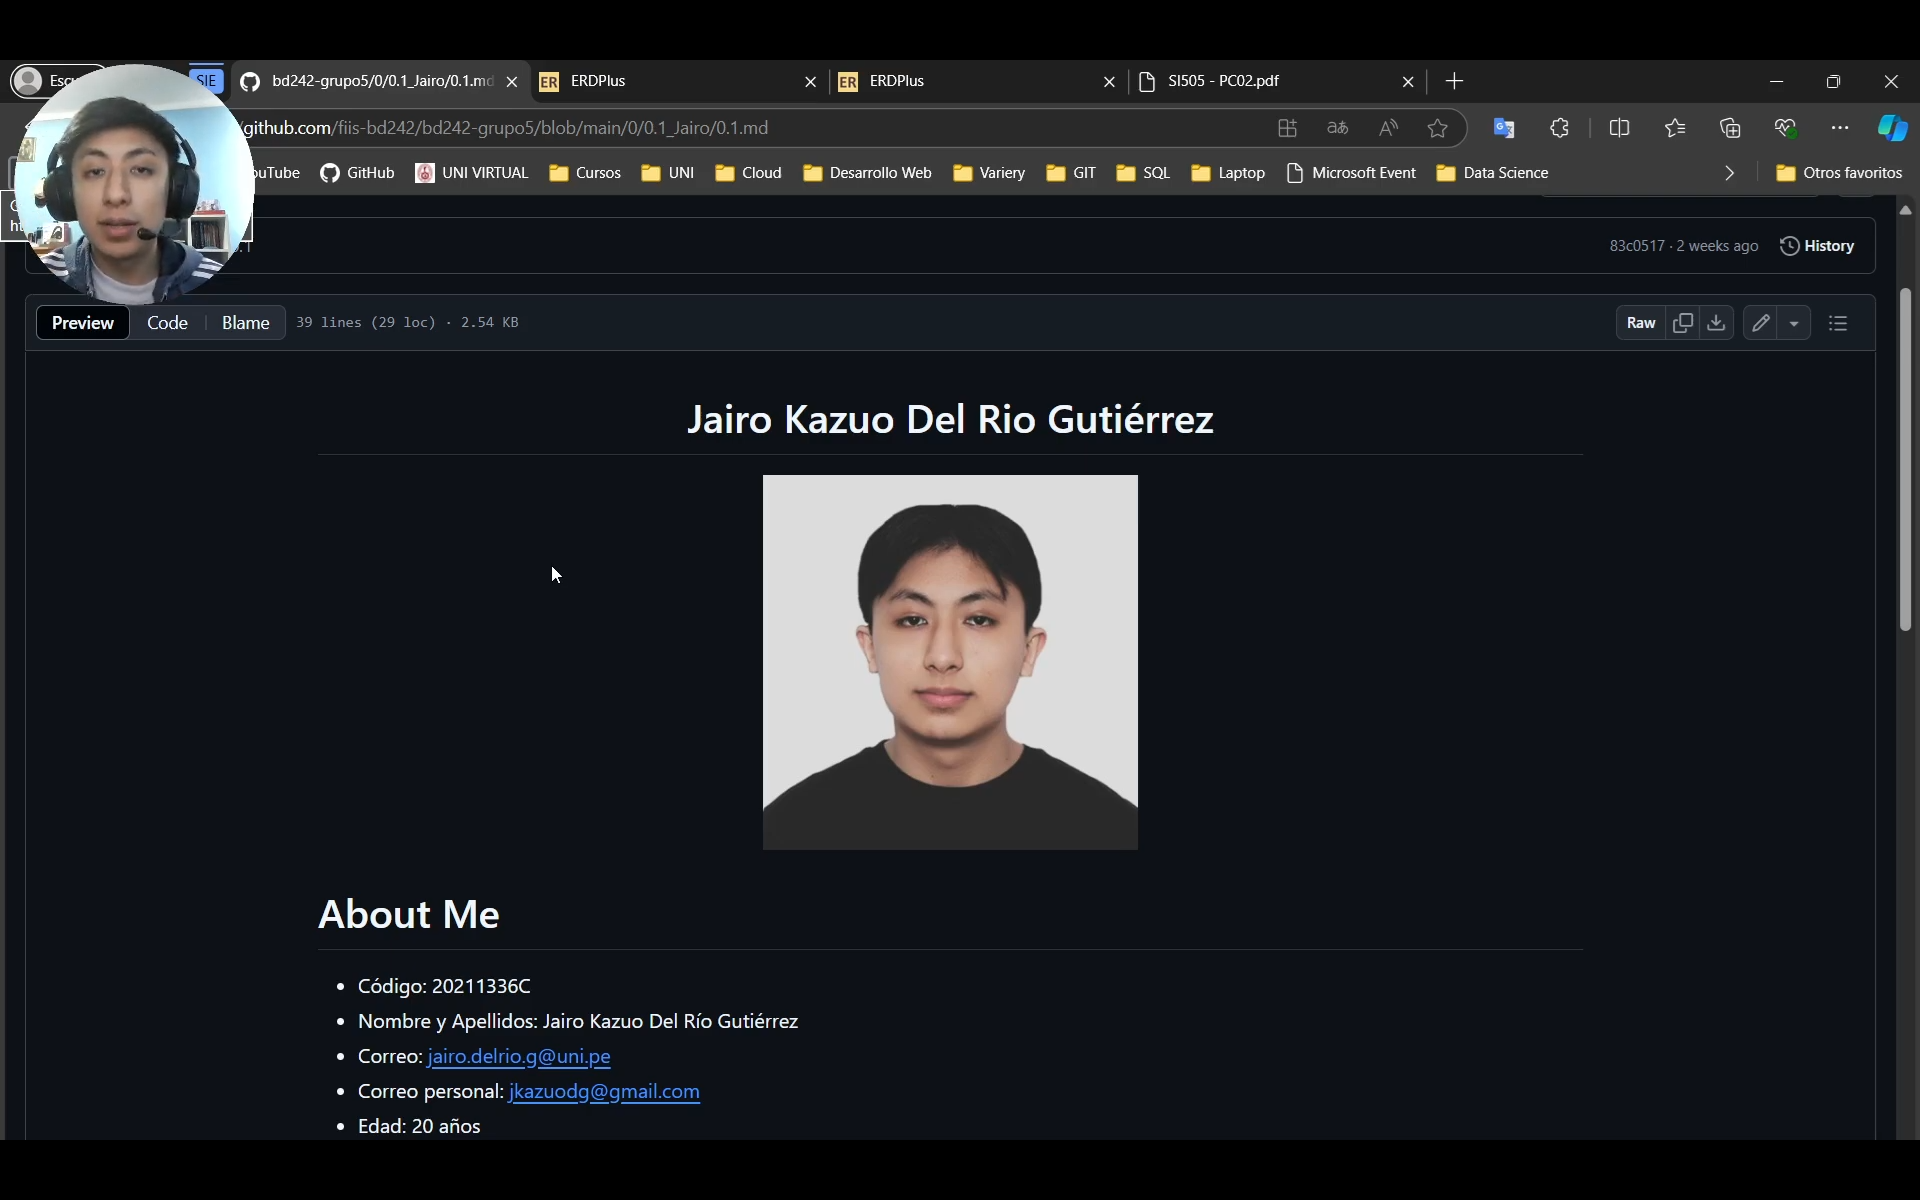 SIE
bd242-grupo5/0/0.1_Jairo/0.1.md
ER ERDPlus
ER ERDPlus
SI505 - PC02.pdf
github.com/fiis-bd242/bd242-grupo5/blob/main/0/0.1_Jairo/0.1.md
GitHub
UNI VIRTUAL
Cursos
UNI
Cloud
Desarrollo Web
Variery
GIT
SQL
Laptop
Microsoft Event
Data Science
Otros favoritos
83c0517 · 2 weeks ago
History
Preview
Code
Blame
39 lines (29 loc) · 2.54 KB
Raw
Jairo Kazuo Del Rio Gutiérrez
About Me
Código: 20211336C
Nombre y Apellidos: Jairo Kazuo Del Río Gutiérrez
Correo: jairo.delrio.g@uni.pe
Correo personal: jkazuodg@gmail.com
Edad: 20 años